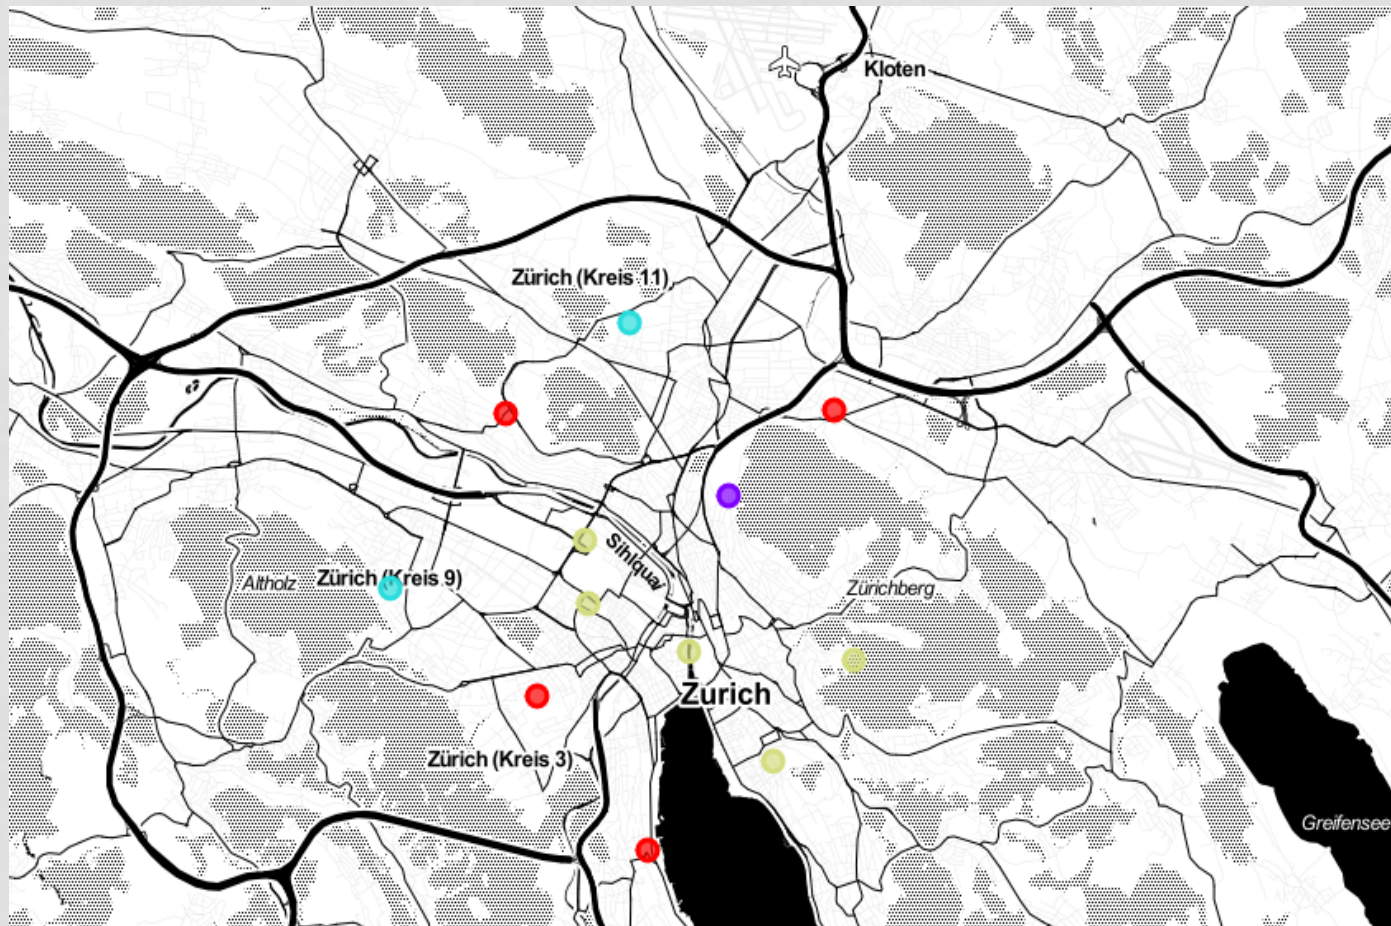 Kloten
Zürich (Kreis 11)
Sihlquai
Altholz
Zürich (Kreis 9)
Zürichberg
Zurich
Zürich (Kreis 3)
Greifensee